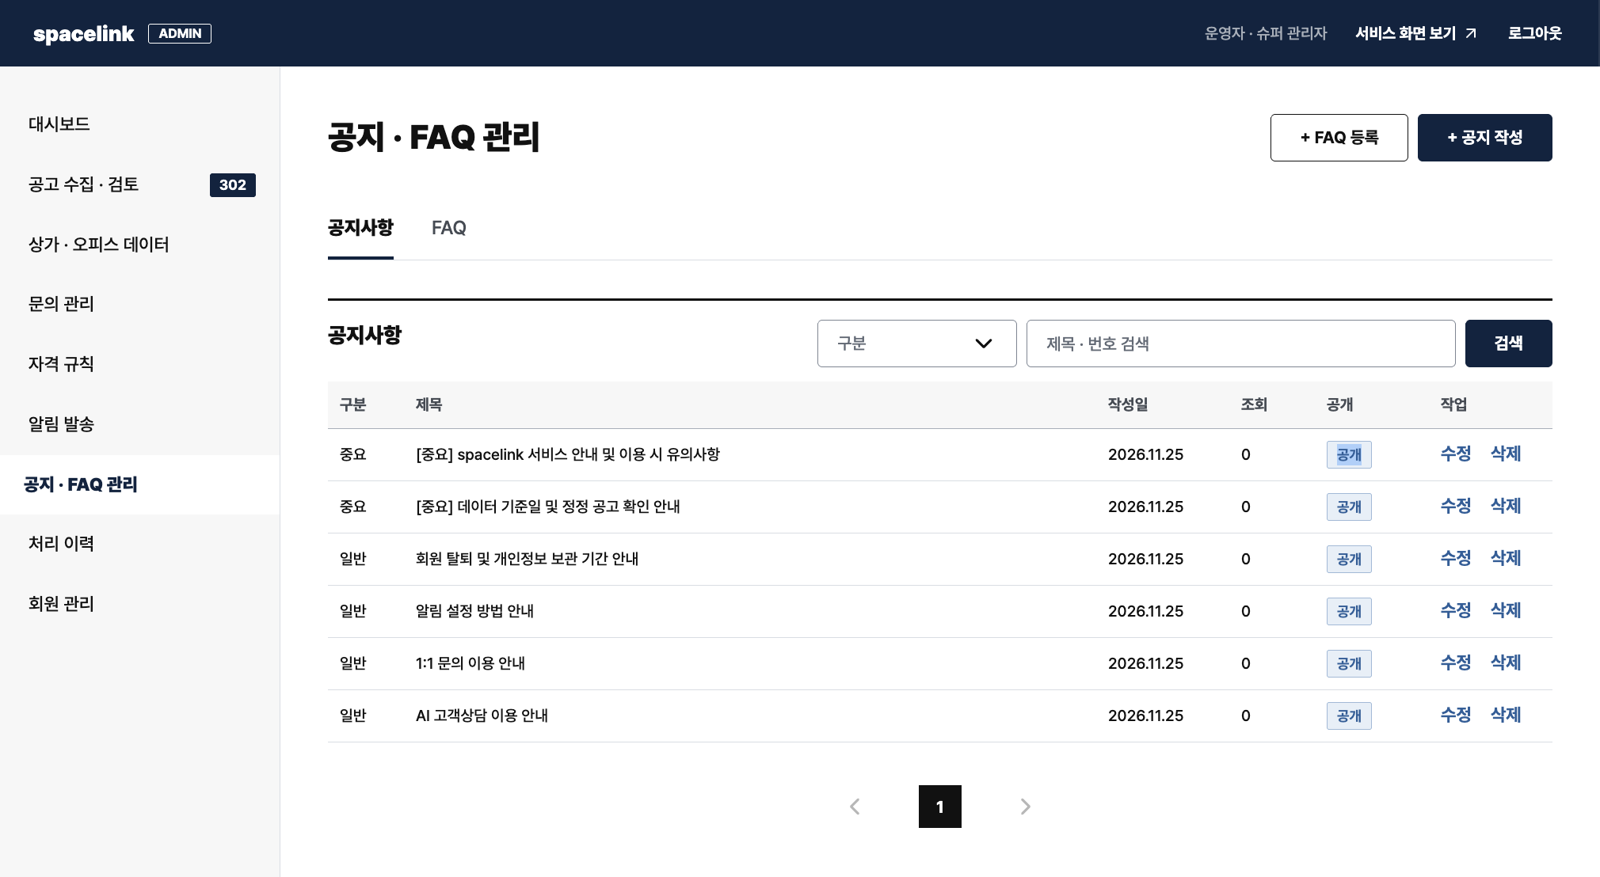 spacelink ADMIN 운영자 · 슈퍼 관리자 서비스 화면 보기 로그아웃
대시보드
공고 수집 · 검토 302
상가 · 오피스 데이터
문의 관리
자격 규칙
알림 발송
공지 · FAQ 관리
처리 이력
회원 관리
공지 · FAQ 관리 + FAQ 등록 + 공지 작성
공지사항 FAQ
공지사항 구분 제목 · 번호 검색 검색
구분 제목 작성일 조회 공개 작업
중요 [중요] spacelink 서비스 안내 및 이용 시 유의사항 2026.11.25 0 공개 수정 삭제
중요 [중요] 데이터 기준일 및 정정 공고 확인 안내 2026.11.25 0 공개 수정 삭제
일반 회원 탈퇴 및 개인정보 보관 기간 안내 2026.11.25 0 공개 수정 삭제
일반 알림 설정 방법 안내 2026.11.25 0 공개 수정 삭제
일반 1:1 문의 이용 안내 2026.11.25 0 공개 수정 삭제
일반 AI 고객상담 이용 안내 2026.11.25 0 공개 수정 삭제
1